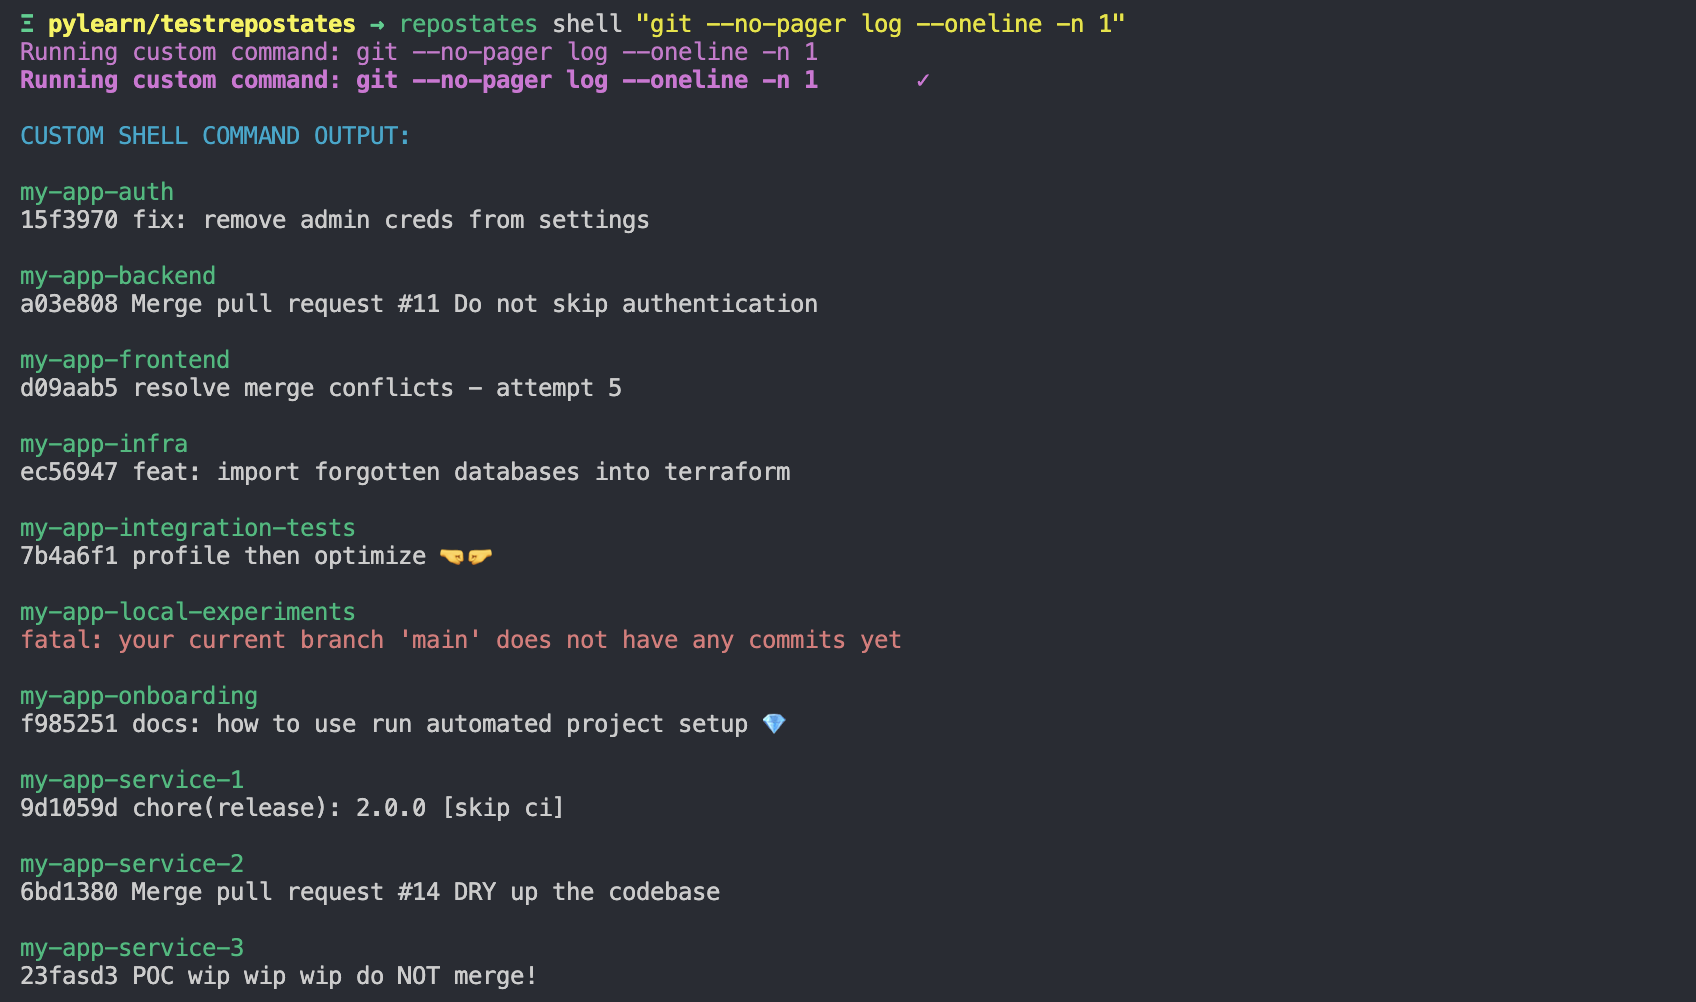 Ξ pylearn/testrepostates → repostates shell "git --no-pager log --oneline -n 1"
Running custom command: git --no-pager log --oneline -n 1
Running custom command: git --no-pager log --oneline -n 1 ✓
CUSTOM SHELL COMMAND OUTPUT:
my-app-auth
15f3970 fix: remove admin creds from settings
my-app-backend
a03e808 Merge pull request #11 Do not skip authentication
my-app-frontend
d09aab5 resolve merge conflicts - attempt 5
my-app-infra
ec56947 feat: import forgotten databases into terraform
my-app-integration-tests
7b4a6f1 profile then optimize 🤜🤛
my-app-local-experiments
fatal: your current branch 'main' does not have any commits yet
my-app-onboarding
f985251 docs: how to use run automated project setup 💎
my-app-service-1
9d1059d chore(release): 2.0.0 [skip ci]
my-app-service-2
6bd1380 Merge pull request #14 DRY up the codebase
my-app-service-3
23fasd3 POC wip wip wip do NOT merge!